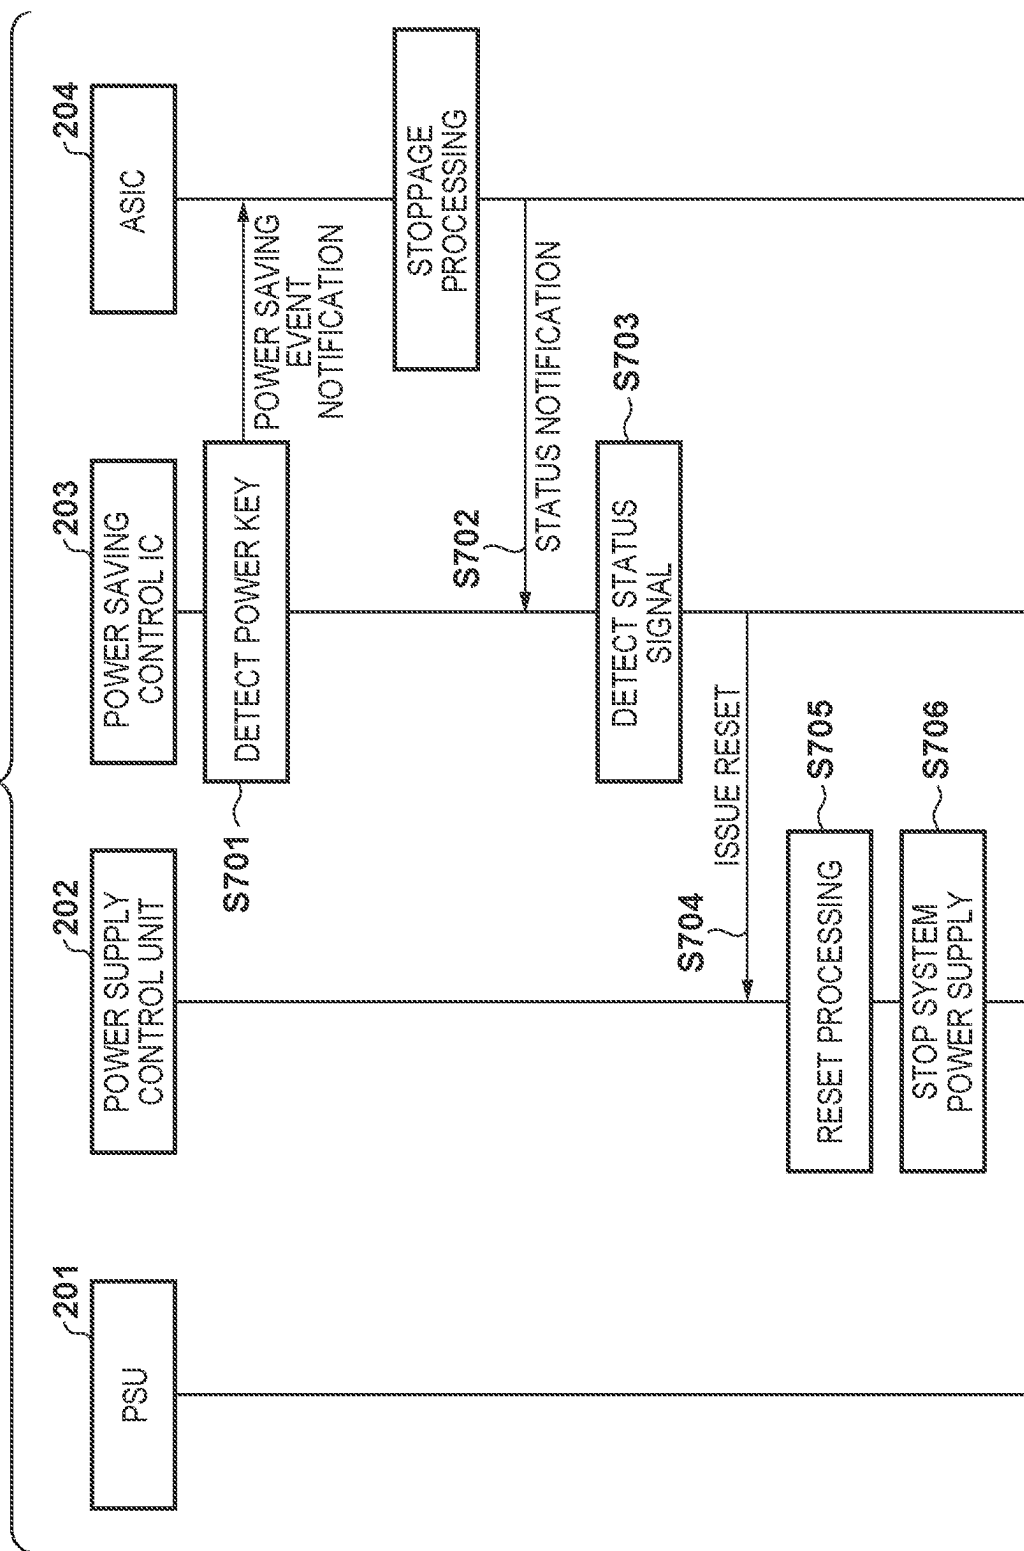 201
PSU
202
POWER SUPPLY
CONTROL UNIT
203
POWER SAVING
CONTROL IC
204
ASIC
S701
DETECT POWER KEY
POWER SAVING
EVENT
NOTIFICATION
STOPPAGE
PROCESSING
S702
STATUS NOTIFICATION
DETECT STATUS
SIGNAL
S703
S704
ISSUE RESET
RESET PROCESSING
S705
STOP SYSTEM
POWER SUPPLY
S706